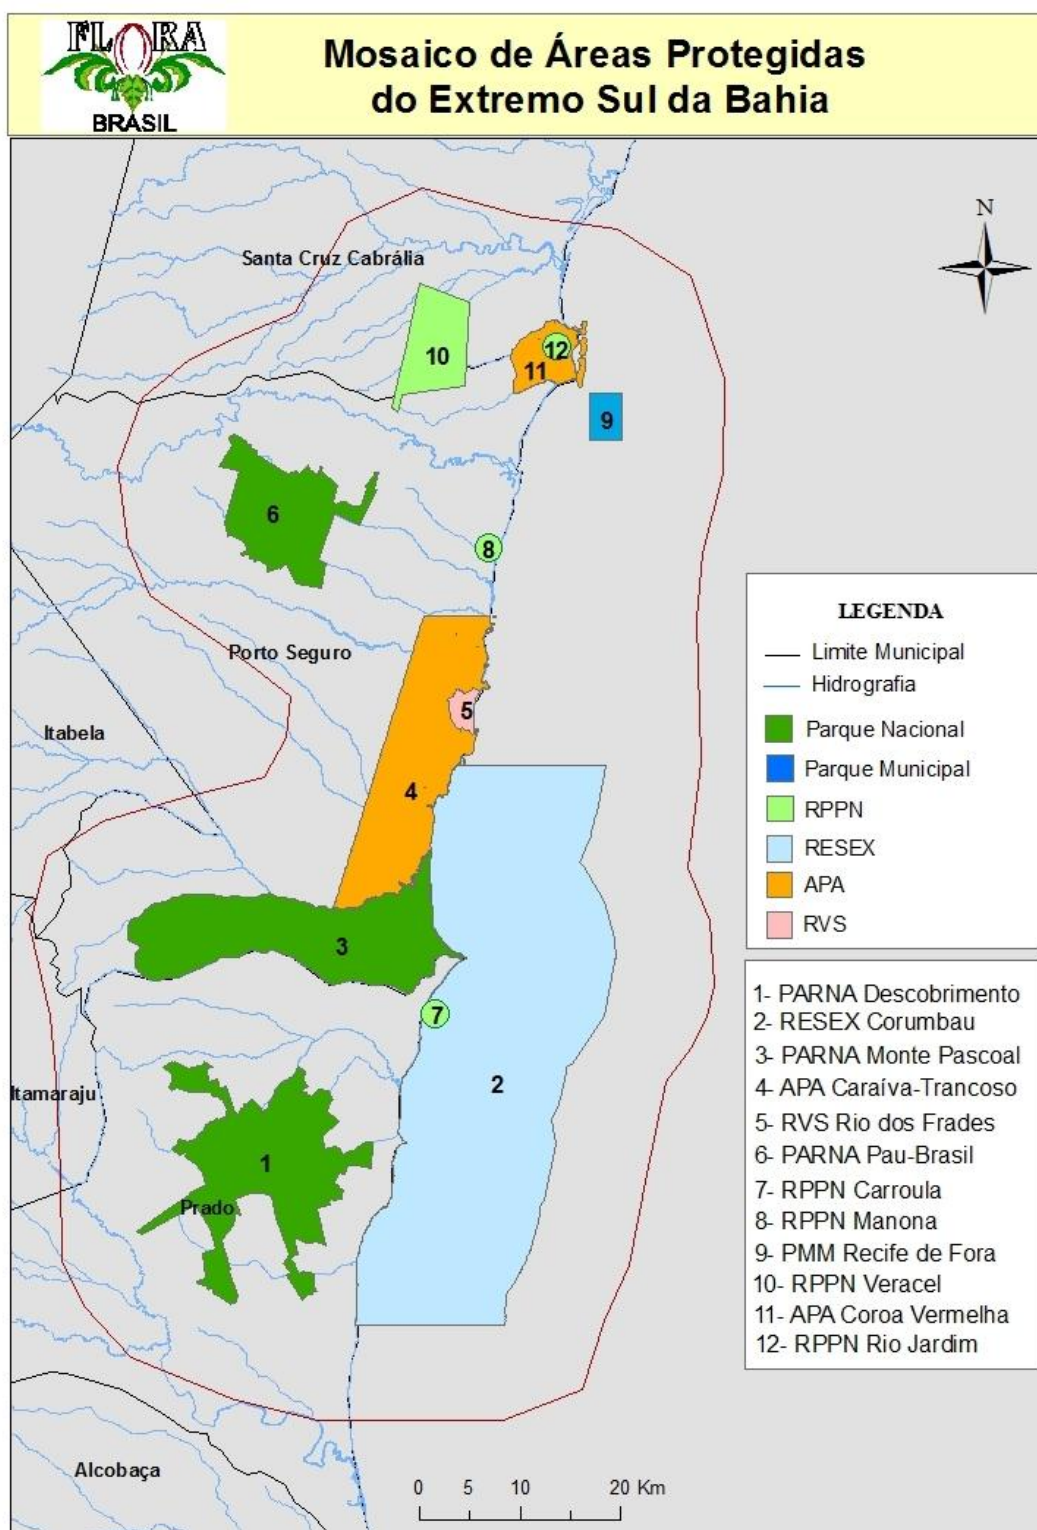 FLORA
BRASIL
Mosaico de Áreas Protegidas
do Extremo Sul da Bahia
N
Santa Cruz Cabrália
10
12
11
9
6
8
Porto Seguro
5
Itabela
4
3
7
2
Itamaraju
1
Prado
Alcobaça
0 5 10 20 Km
LEGENDA
Limite Municipal
Hidrografia
Parque Nacional
Parque Municipal
RPPN
RESEX
APA
RVS
1- PARNA Descobrimento
2- RESEX Corumbau
3- PARNA Monte Pascoal
4- APA Caraíva-Trancoso
5- RVS Rio dos Frades
6- PARNA Pau-Brasil
7- RPPN Carroula
8- RPPN Manona
9- PMM Recife de Fora
10- RPPN Veracel
11- APA Coroa Vermelha
12- RPPN Rio Jardim